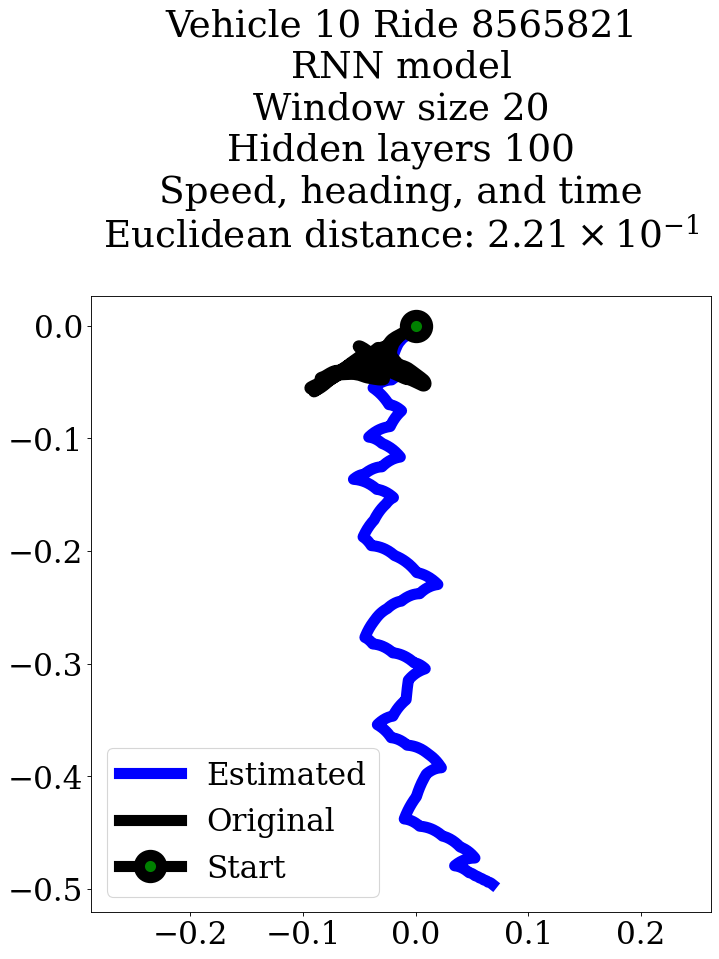 Vehicle 10 Ride 8565821
RNN model
Window size 20
Hidden layers 100
Speed, heading, and time
Euclidean distance: 2.21 × 10⁻¹
0.0
−0.1
−0.2
−0.3
−0.4
−0.5
Estimated
Original
Start
−0.2 −0.1 0.0 0.1 0.2